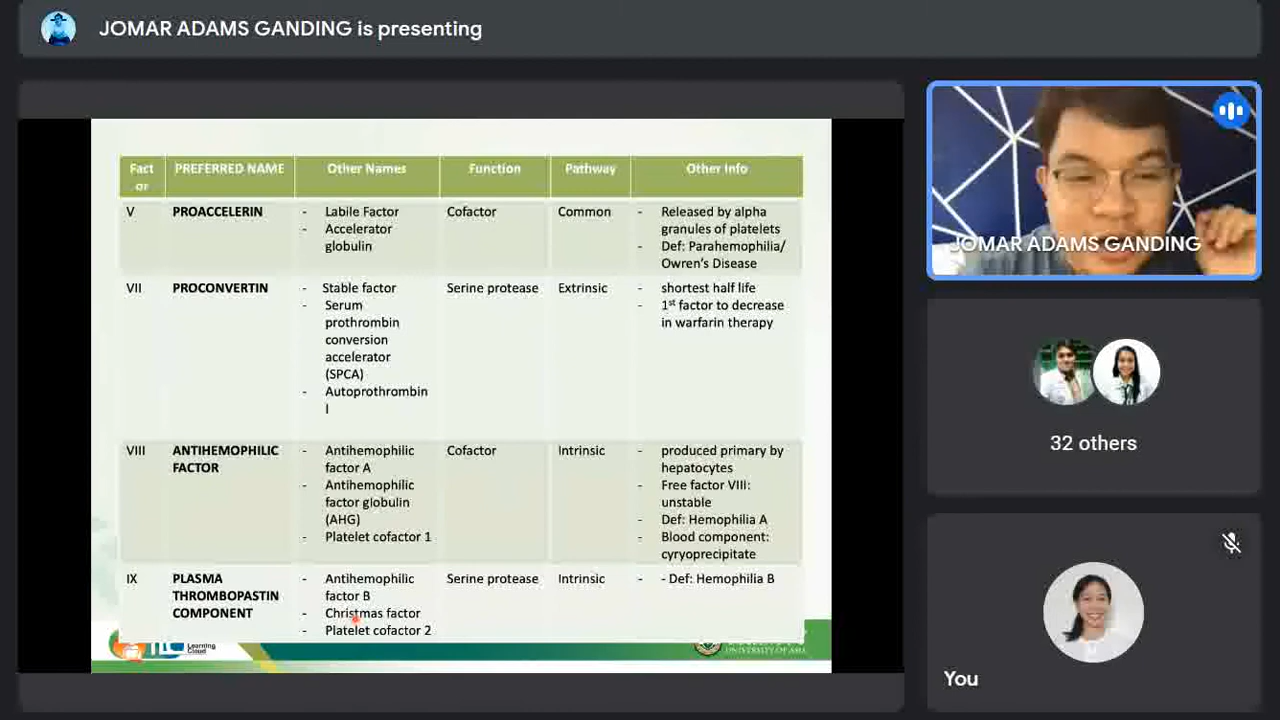 JOMAR ADAMS GANDING is presenting
Fact
or
PREFERRED NAME
Other Names
Function
Pathway
Other Info
V
PROACCELERIN
- Labile Factor
- Accelerator
globulin
Cofactor
Common
- Released by alpha
granules of platelets
- Def: Parahemophilia/
Owren's Disease
VII
PROCONVERTIN
- Stable factor
- Serum
prothrombin
conversion
accelerator
(SPCA)
- Autoprothrombin
I
Serine protease
Extrinsic
- shortest half life
- 1st factor to decrease
in warfarin therapy
VIII
ANTIHEMOPHILIC
FACTOR
- Antihemophilic
factor A
- Antihemophilic
factor globulin
(AHG)
- Platelet cofactor 1
Cofactor
Intrinsic
- produced primary by
hepatocytes
- Free factor VIII:
unstable
- Def: Hemophilia A
- Blood component:
cyryoprecipitate
IX
PLASMA
THROMBOPASTIN
COMPONENT
- Antihemophilic
factor B
- Christmas factor
- Platelet cofactor 2
Serine protease
Intrinsic
- - Def: Hemophilia B
Learning
Cloud
JOMAR ADAMS GANDING
32 others
You